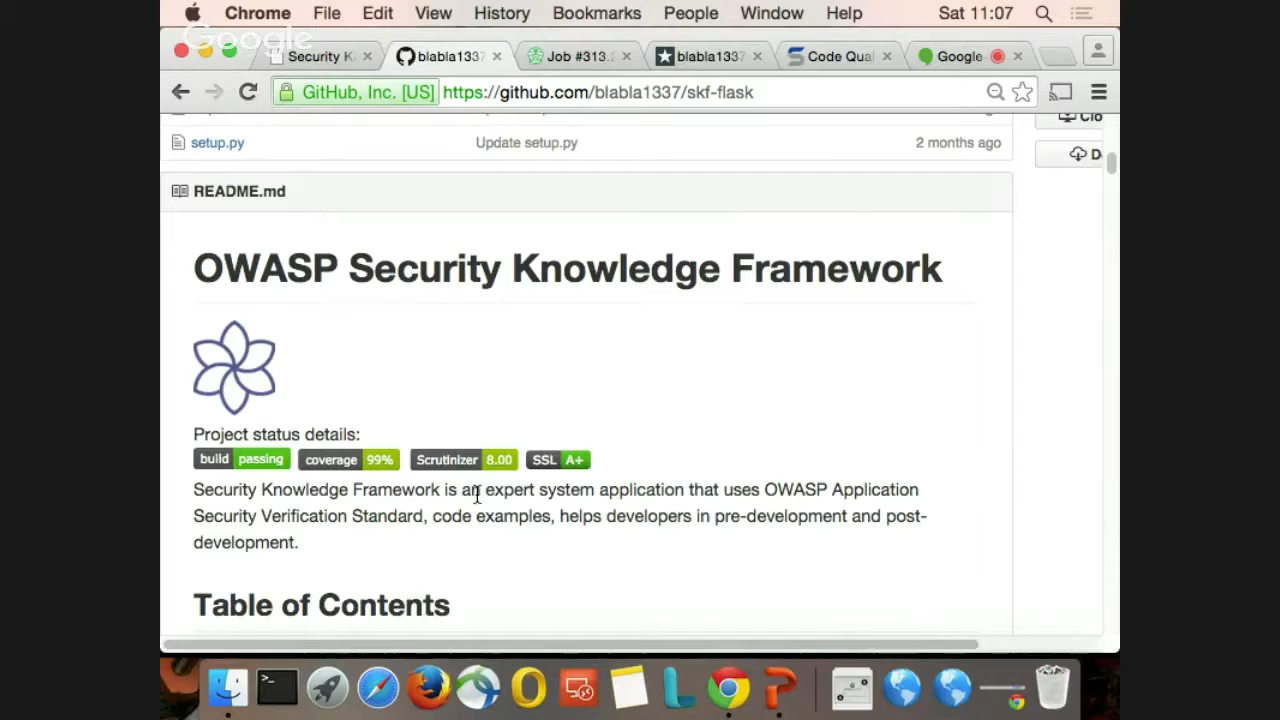 Chrome File Edit View History Bookmarks People Window Help Sat 11:07
Google
Security K blabla1337 Job #313. blabla1337 Code Qual Google
GitHub, Inc. [US] https://github.com/blabla1337/skf-flask
setup.py Update setup.py 2 months ago
README.md
OWASP Security Knowledge Framework
Project status details:
build passing coverage 99% Scrutinizer 8.00 SSL A+
Security Knowledge Framework is an expert system application that uses OWASP Application
Security Verification Standard, code examples, helps developers in pre-development and post-
development.
Table of Contents